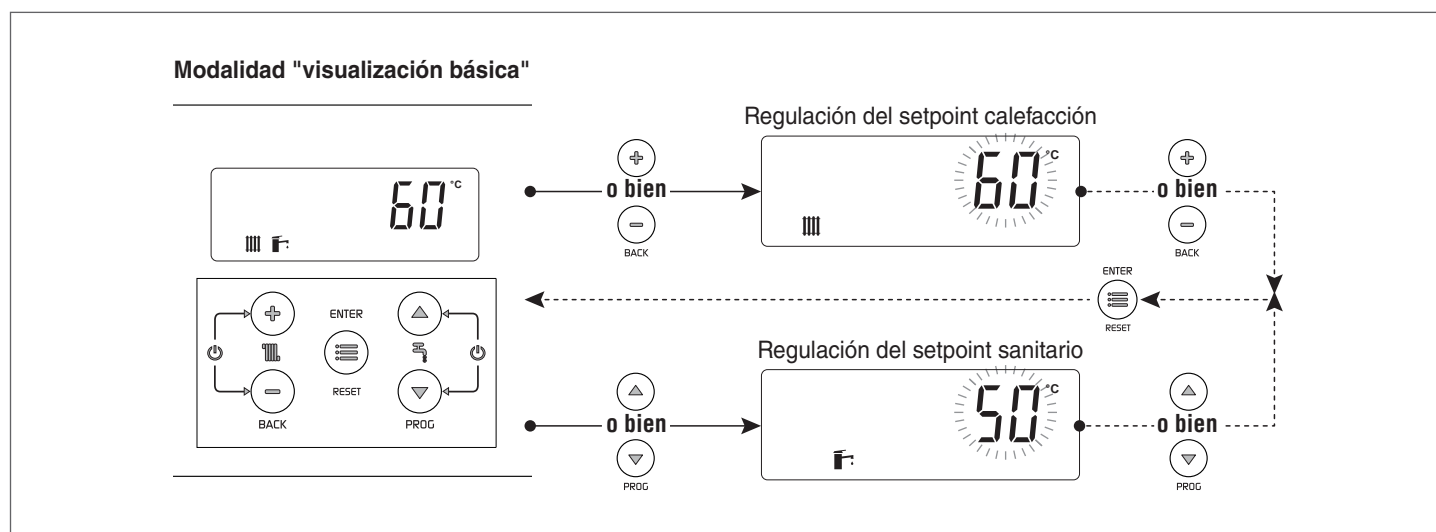 Modalidad "visualización básica"
60 °C
ENTER
RESET
BACK
PROG
o bien
BACK
Regulación del setpoint calefacción
60 °C
o bien
BACK
ENTER
RESET
o bien
PROG
Regulación del setpoint sanitario
50 °C
o bien
PROG